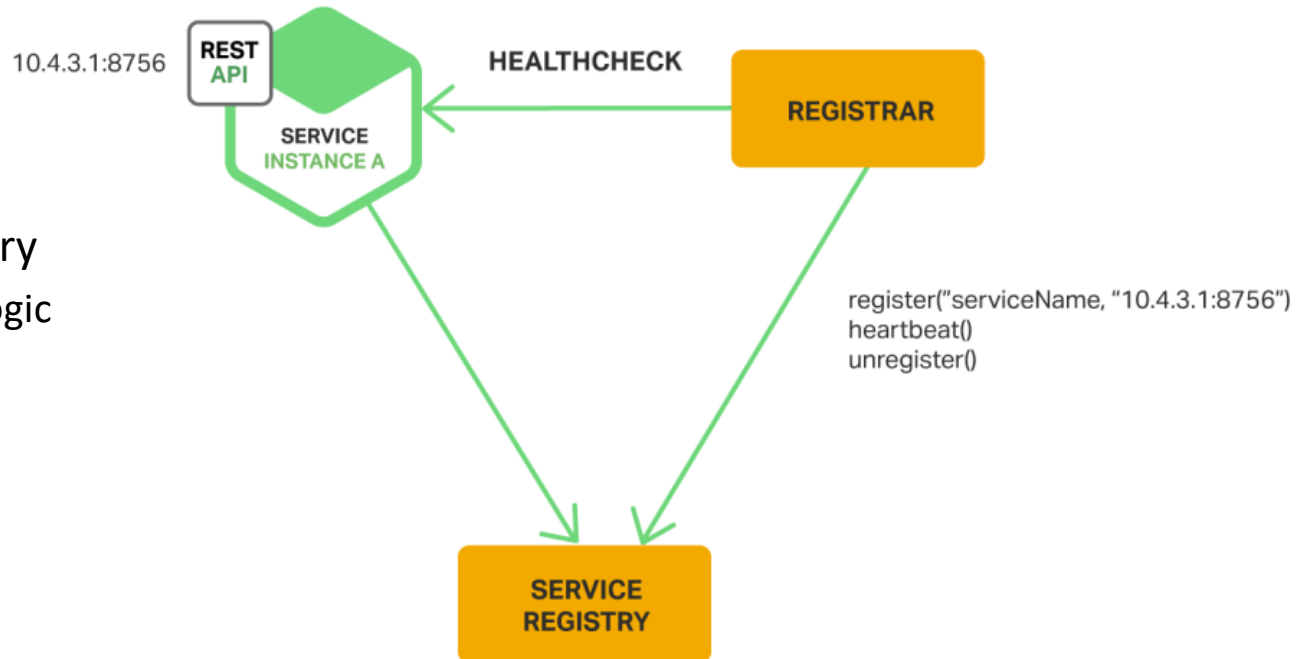 10.4.3.1:8756
REST
API
SERVICE
INSTANCE A
HEALTHCHECK
REGISTRAR
ry
ogic
register("serviceName, “10.4.3.1:8756”)
heartbeat()
unregister()
SERVICE
REGISTRY